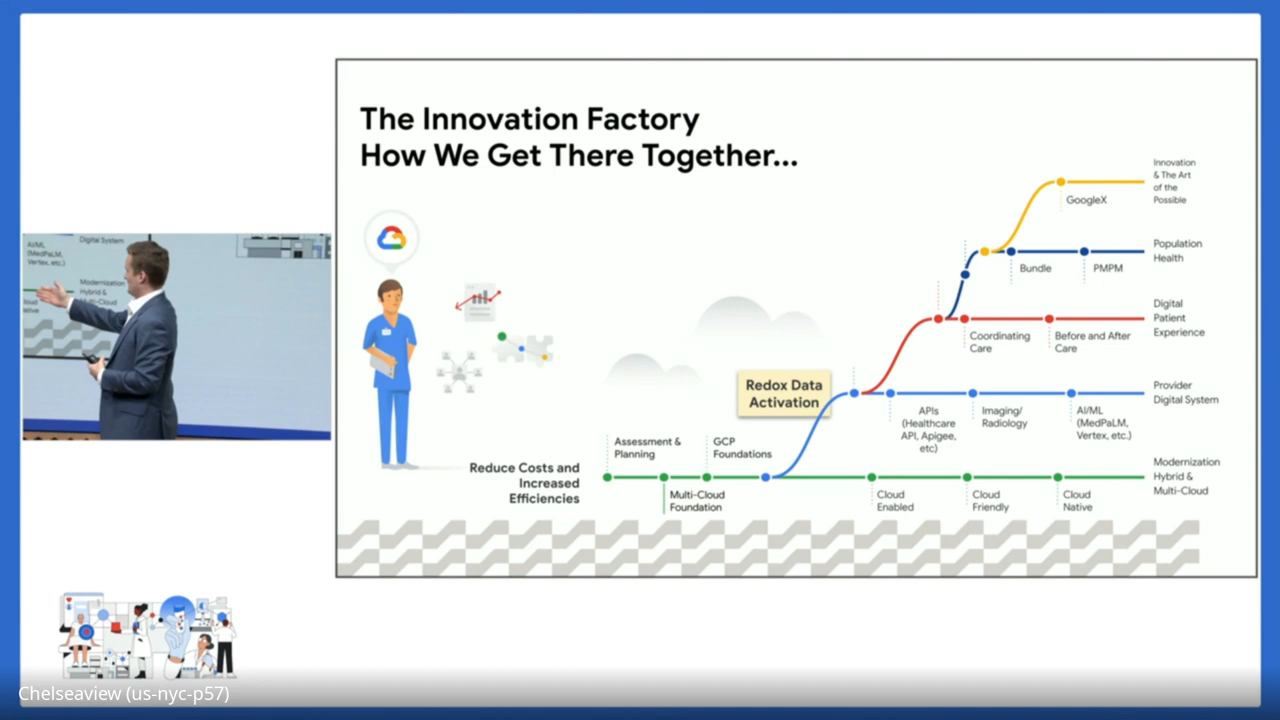 The Innovation Factory
How We Get There Together...
Innovation
& The Art
of the
Possible
GoogleX
Population
Health
Bundle
PMPM
Digital
Patient
Experience
Coordinating
Care
Before and After
Care
Redox Data
Activation
Provider
Digital System
APIs
(Healthcare
API, Apigee,
etc)
Imaging/
Radiology
AI/ML
(MedPaLM,
Vertex, etc.)
Assessment &
Planning
GCP
Foundations
Reduce Costs and
Increased
Efficiencies
Multi-Cloud
Foundation
Cloud
Enabled
Cloud
Friendly
Cloud
Native
Modernization
Hybrid &
Multi-Cloud
AI/ML
(MedPaLM,
Vertex, etc.)
Digital System
Modernization
Hybrid &
Multi-Cloud
Chelseaview (us-nyc-p57)